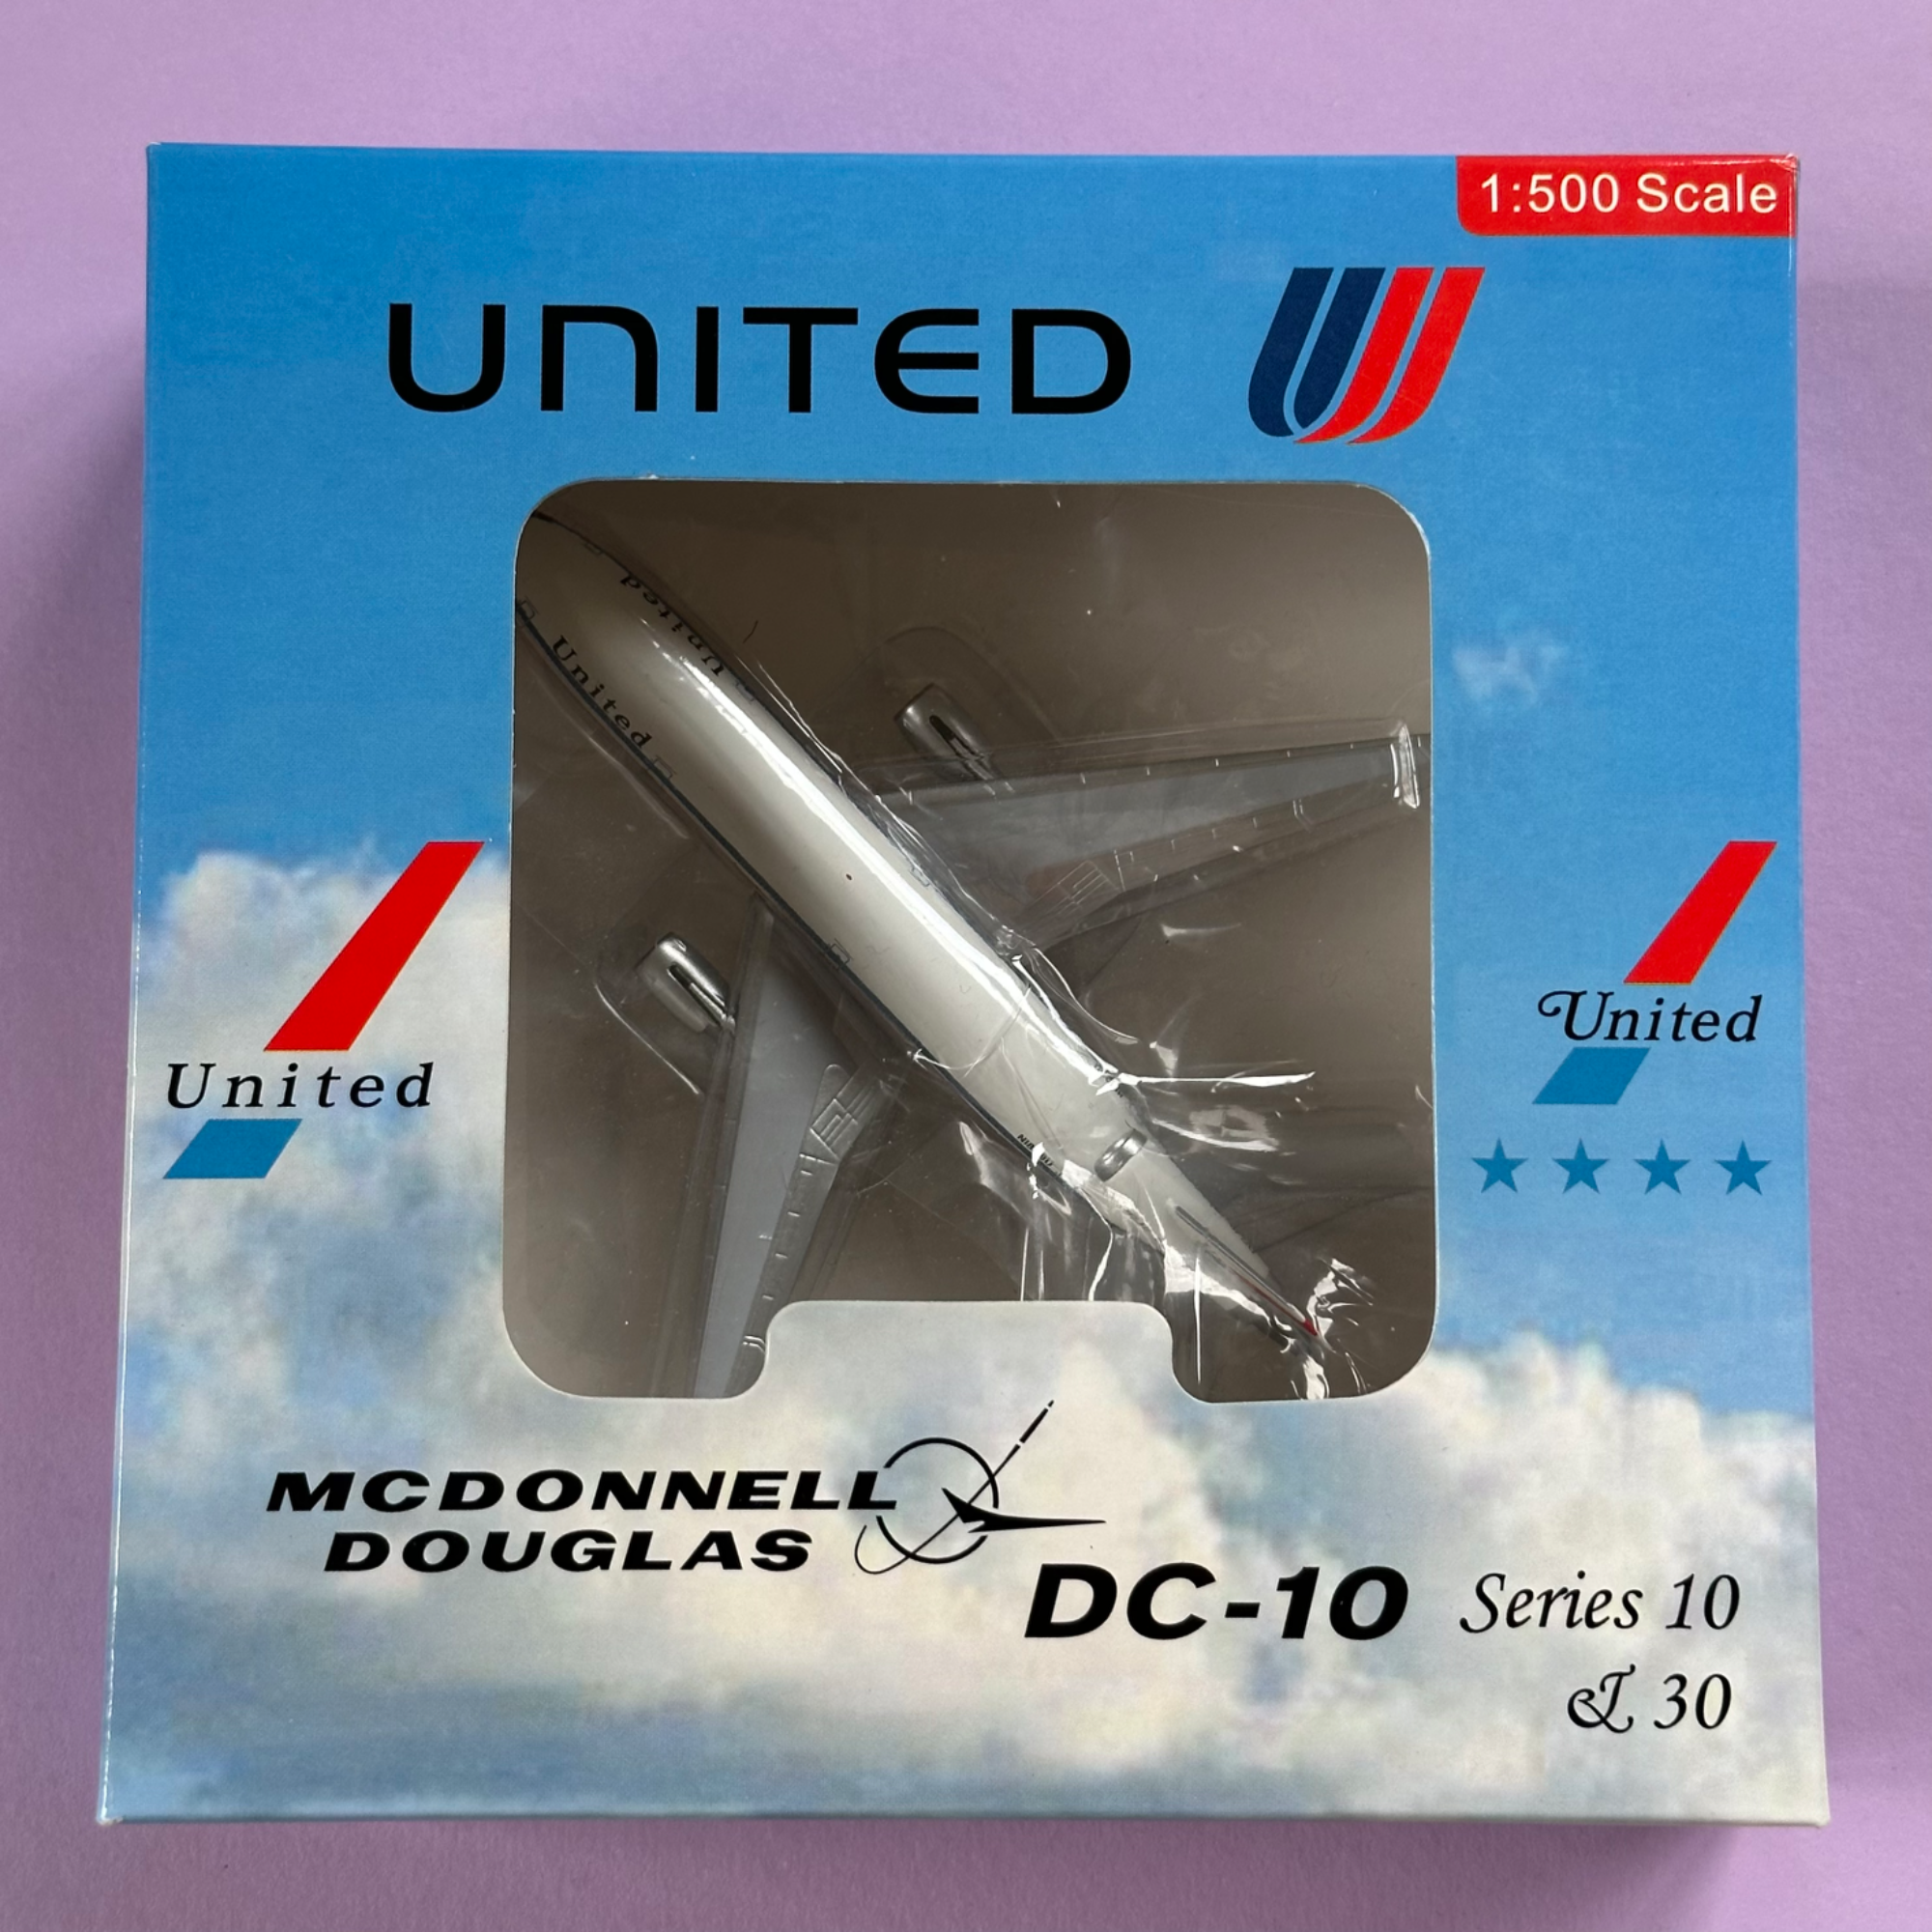 1:500 Scale
UNITED
United
United
United
United
MCDONNELL
DOUGLAS
DC-10 Series 10
& 30